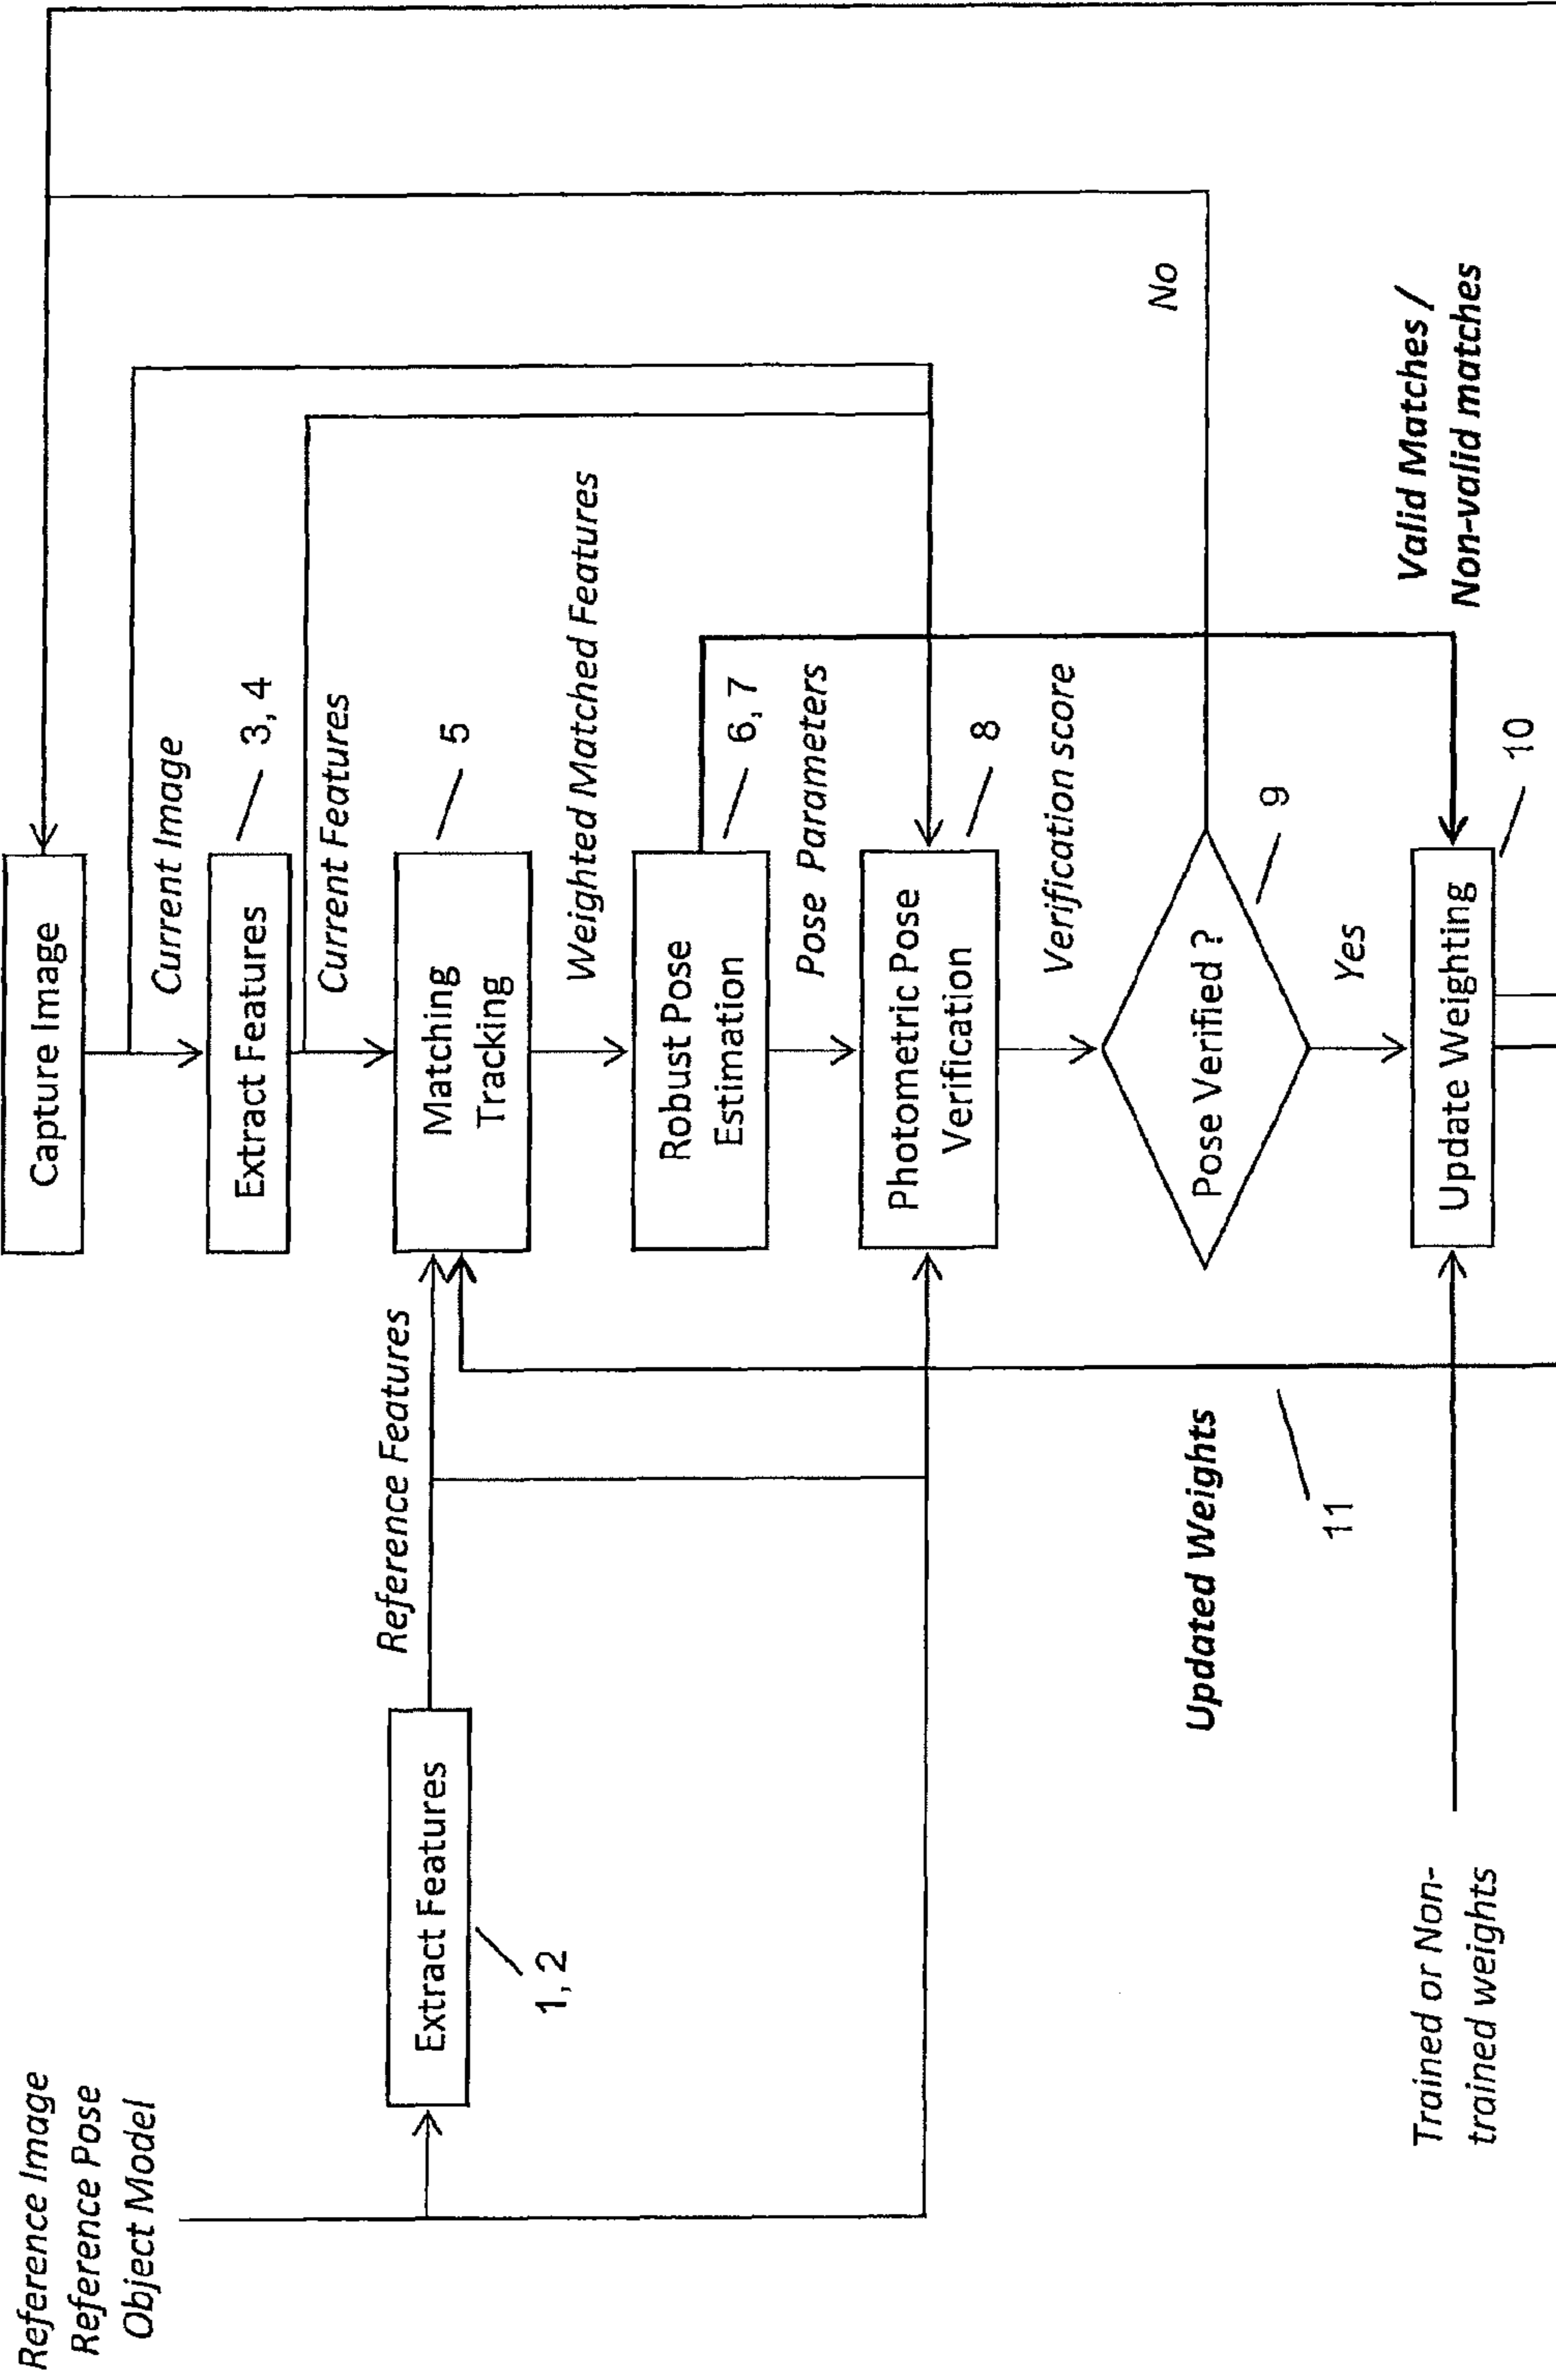 Reference Image
Reference Pose
Object Model
Extract Features
1, 2
Reference Features
Capture Image
Current Image
Extract Features
3, 4
Current Features
Matching
Tracking
5
Weighted Matched Features
Robust Pose
Estimation
6, 7
Pose Parameters
Photometric Pose
Verification
8
Verification score
Pose Verified ?
9
No
Yes
Valid Matches /
Non-valid matches
Update Weighting
10
Updated Weights
11
Trained or Non-
trained weights